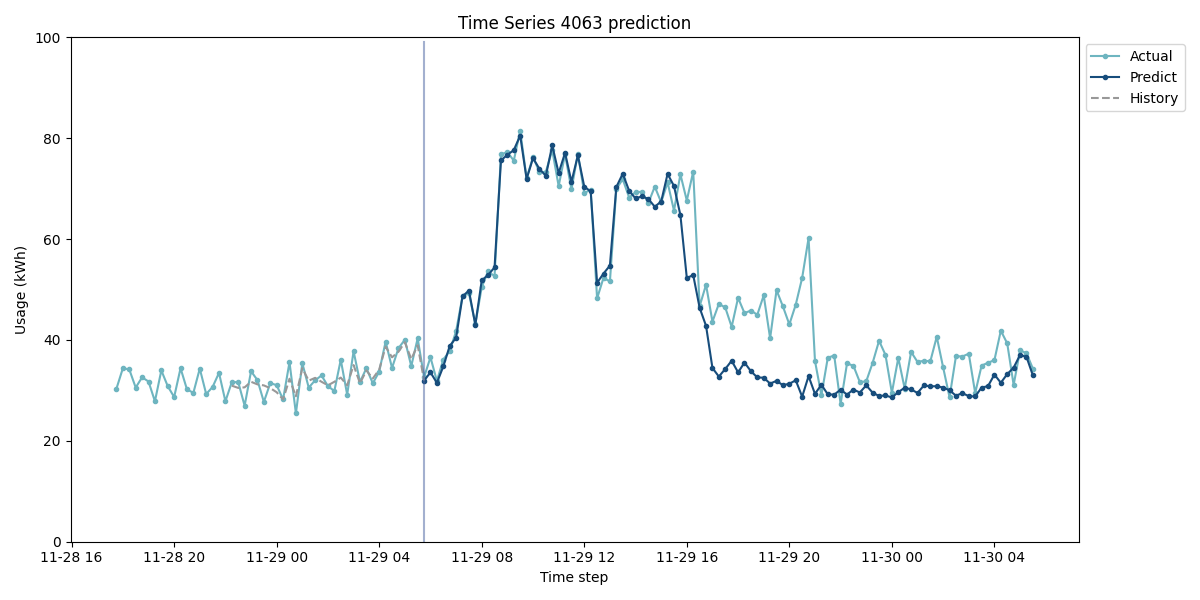 Time Series 4063 prediction
Usage (kWh)
100
80
60
40
20
0
11-28 16
11-28 20
11-29 00
11-29 04
11-29 08
11-29 12
11-29 16
11-29 20
11-30 00
11-30 04
Time step
Actual
Predict
History